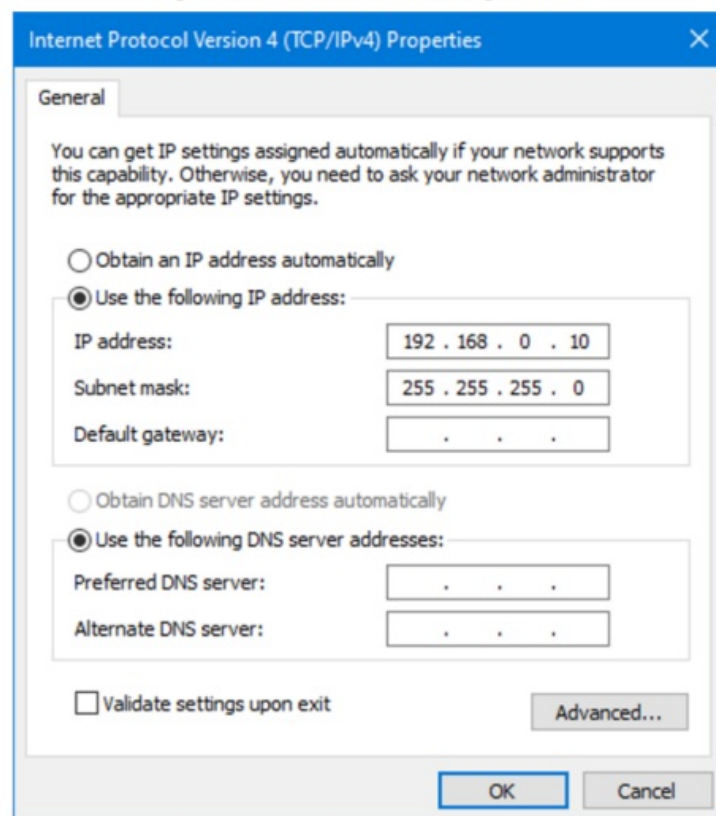 Internet Protocol Version 4 (TCP/IPv4) Properties
General
You can get IP settings assigned automatically if your network supports
this capability. Otherwise, you need to ask your network administrator
for the appropriate IP settings.
Obtain an IP address automatically
Use the following IP address:
IP address: 192 . 168 . 0 . 10
Subnet mask: 255 . 255 . 255 . 0
Default gateway: . . .
Obtain DNS server address automatically
Use the following DNS server addresses:
Preferred DNS server: . . .
Alternate DNS server: . . .
Validate settings upon exit
Advanced...
OK Cancel